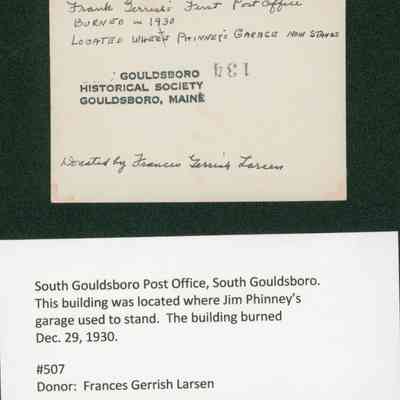 Frank Gerrish's First Post Office
BURNED in 1930
LOCATED WHERE PHINNEY'S GARAGE NOW STANDS
GOULDSBORO
HISTORICAL SOCIETY
GOULDSBORO, MAINE
134
Donated by Frances Gerrish Larsen
South Gouldsboro Post Office, South Gouldsboro.
This building was located where Jim Phinney's
garage used to stand.  The building burned
Dec. 29, 1930.
#507
Donor:  Frances Gerrish Larsen